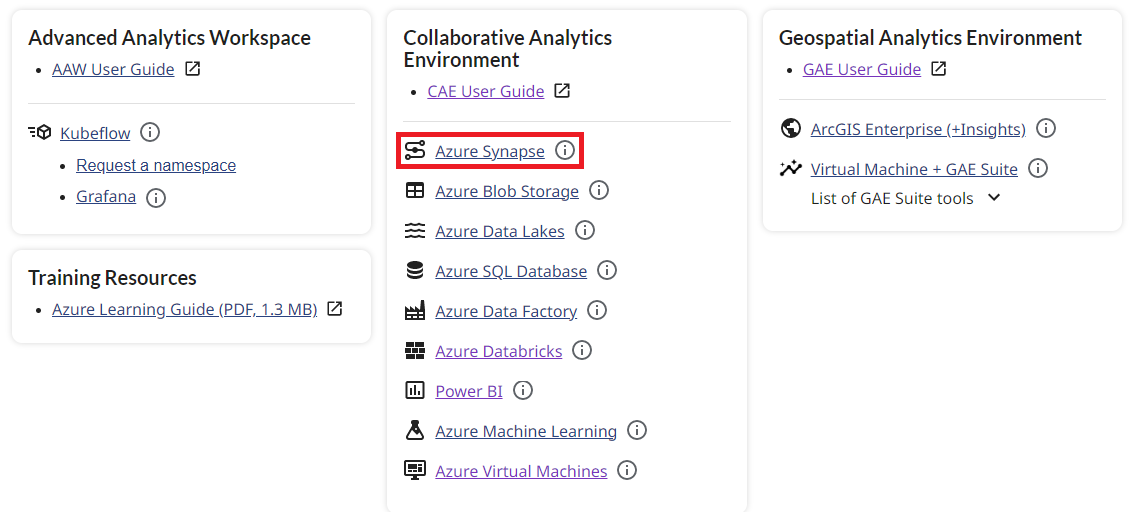 Advanced Analytics Workspace
AAW User Guide
Kubeflow
Request a namespace
Grafana
Training Resources
Azure Learning Guide (PDF, 1.3 MB)
Collaborative Analytics
Environment
CAE User Guide
Azure Synapse
Azure Blob Storage
Azure Data Lakes
Azure SQL Database
Azure Data Factory
Azure Databricks
Power BI
Azure Machine Learning
Azure Virtual Machines
Geospatial Analytics Environment
GAE User Guide
ArcGIS Enterprise (+Insights)
Virtual Machine + GAE Suite
List of GAE Suite tools